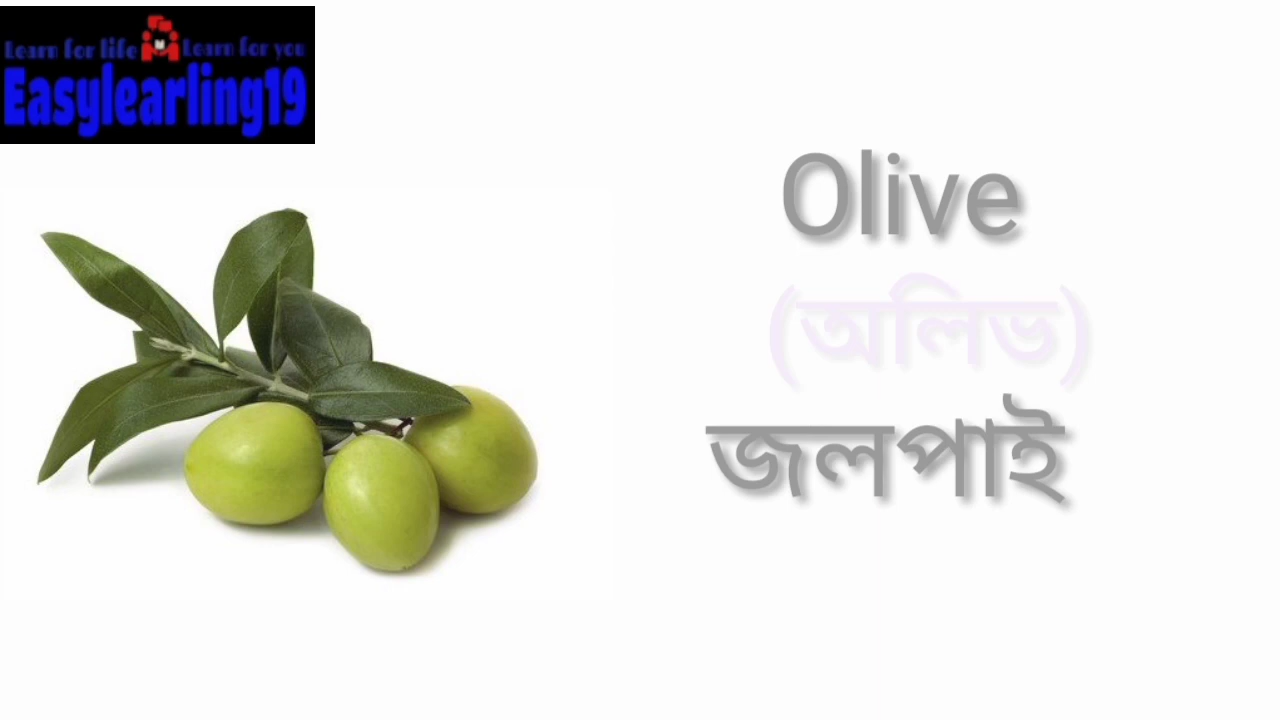 Learn for life Learn for you
Easylearling19
Olive
(অলিভ)
জলপাই